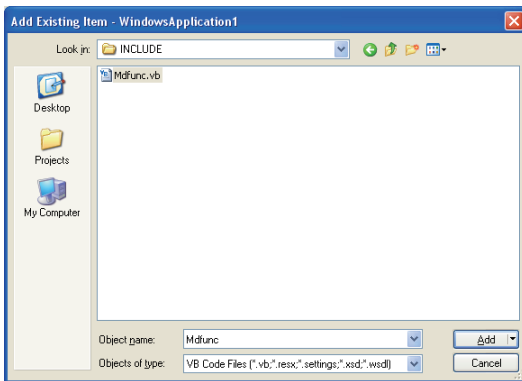 Add Existing Item - WindowsApplication1
Look in: INCLUDE
Mdfunc.vb
Desktop
Projects
My Computer
Object name: Mdfunc Add
Objects of type: VB Code Files (*.vb;*.resx;*.settings;*.xsd;*.wsdl) Cancel